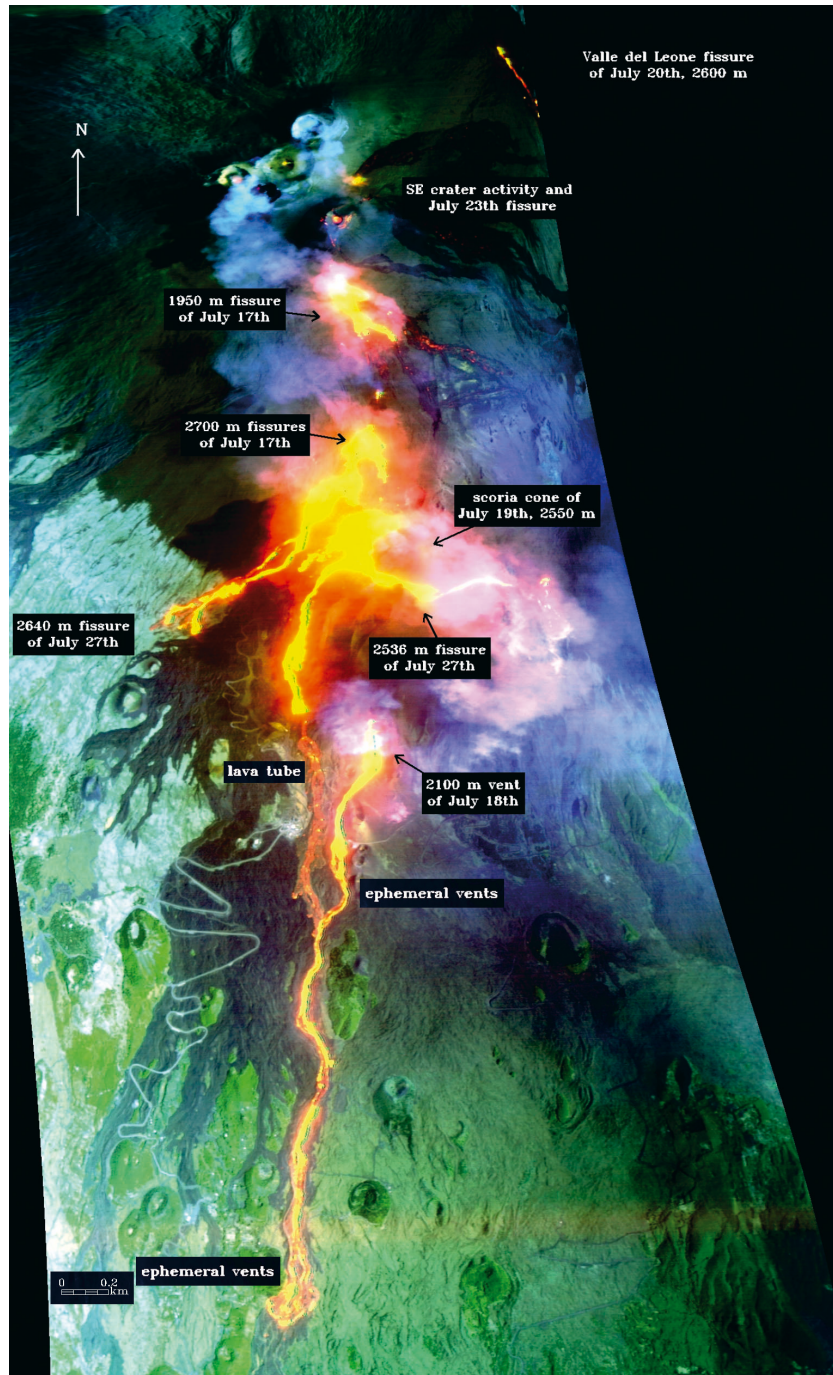 Valle del Leone fissure
of July 20th, 2600 m
N
SE crater activity and
July 23th fissure
1950 m fissure
of July 17th
2700 m fissures
of July 17th
scoria cone of
July 19th, 2550 m
2640 m fissure
of July 27th
2536 m fissure
of July 27th
lava tube
2100 m vent
of July 18th
ephemeral vents
ephemeral vents
0 0.2
km